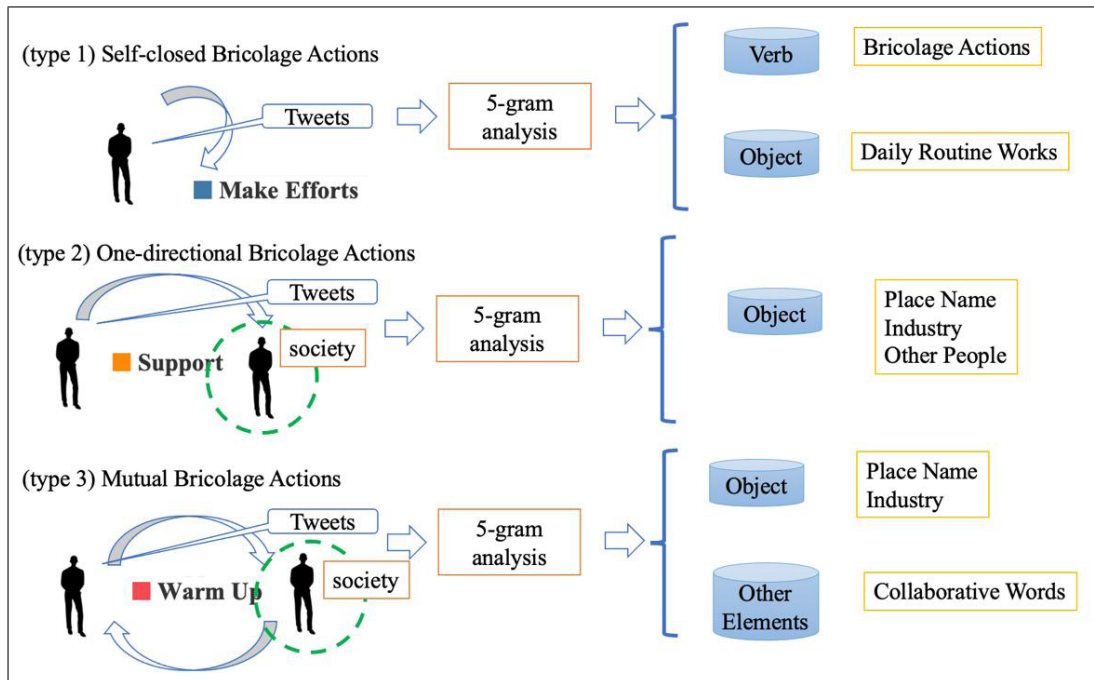 (type 1) Self-closed Bricolage Actions
Tweets
Make Efforts
5-gram
analysis
Verb
Bricolage Actions
Object
Daily Routine Works
(type 2) One-directional Bricolage Actions
Tweets
society
Support
5-gram
analysis
Object
Place Name
Industry
Other People
(type 3) Mutual Bricolage Actions
Tweets
society
Warm Up
5-gram
analysis
Object
Place Name
Industry
Other
Elements
Collaborative Words